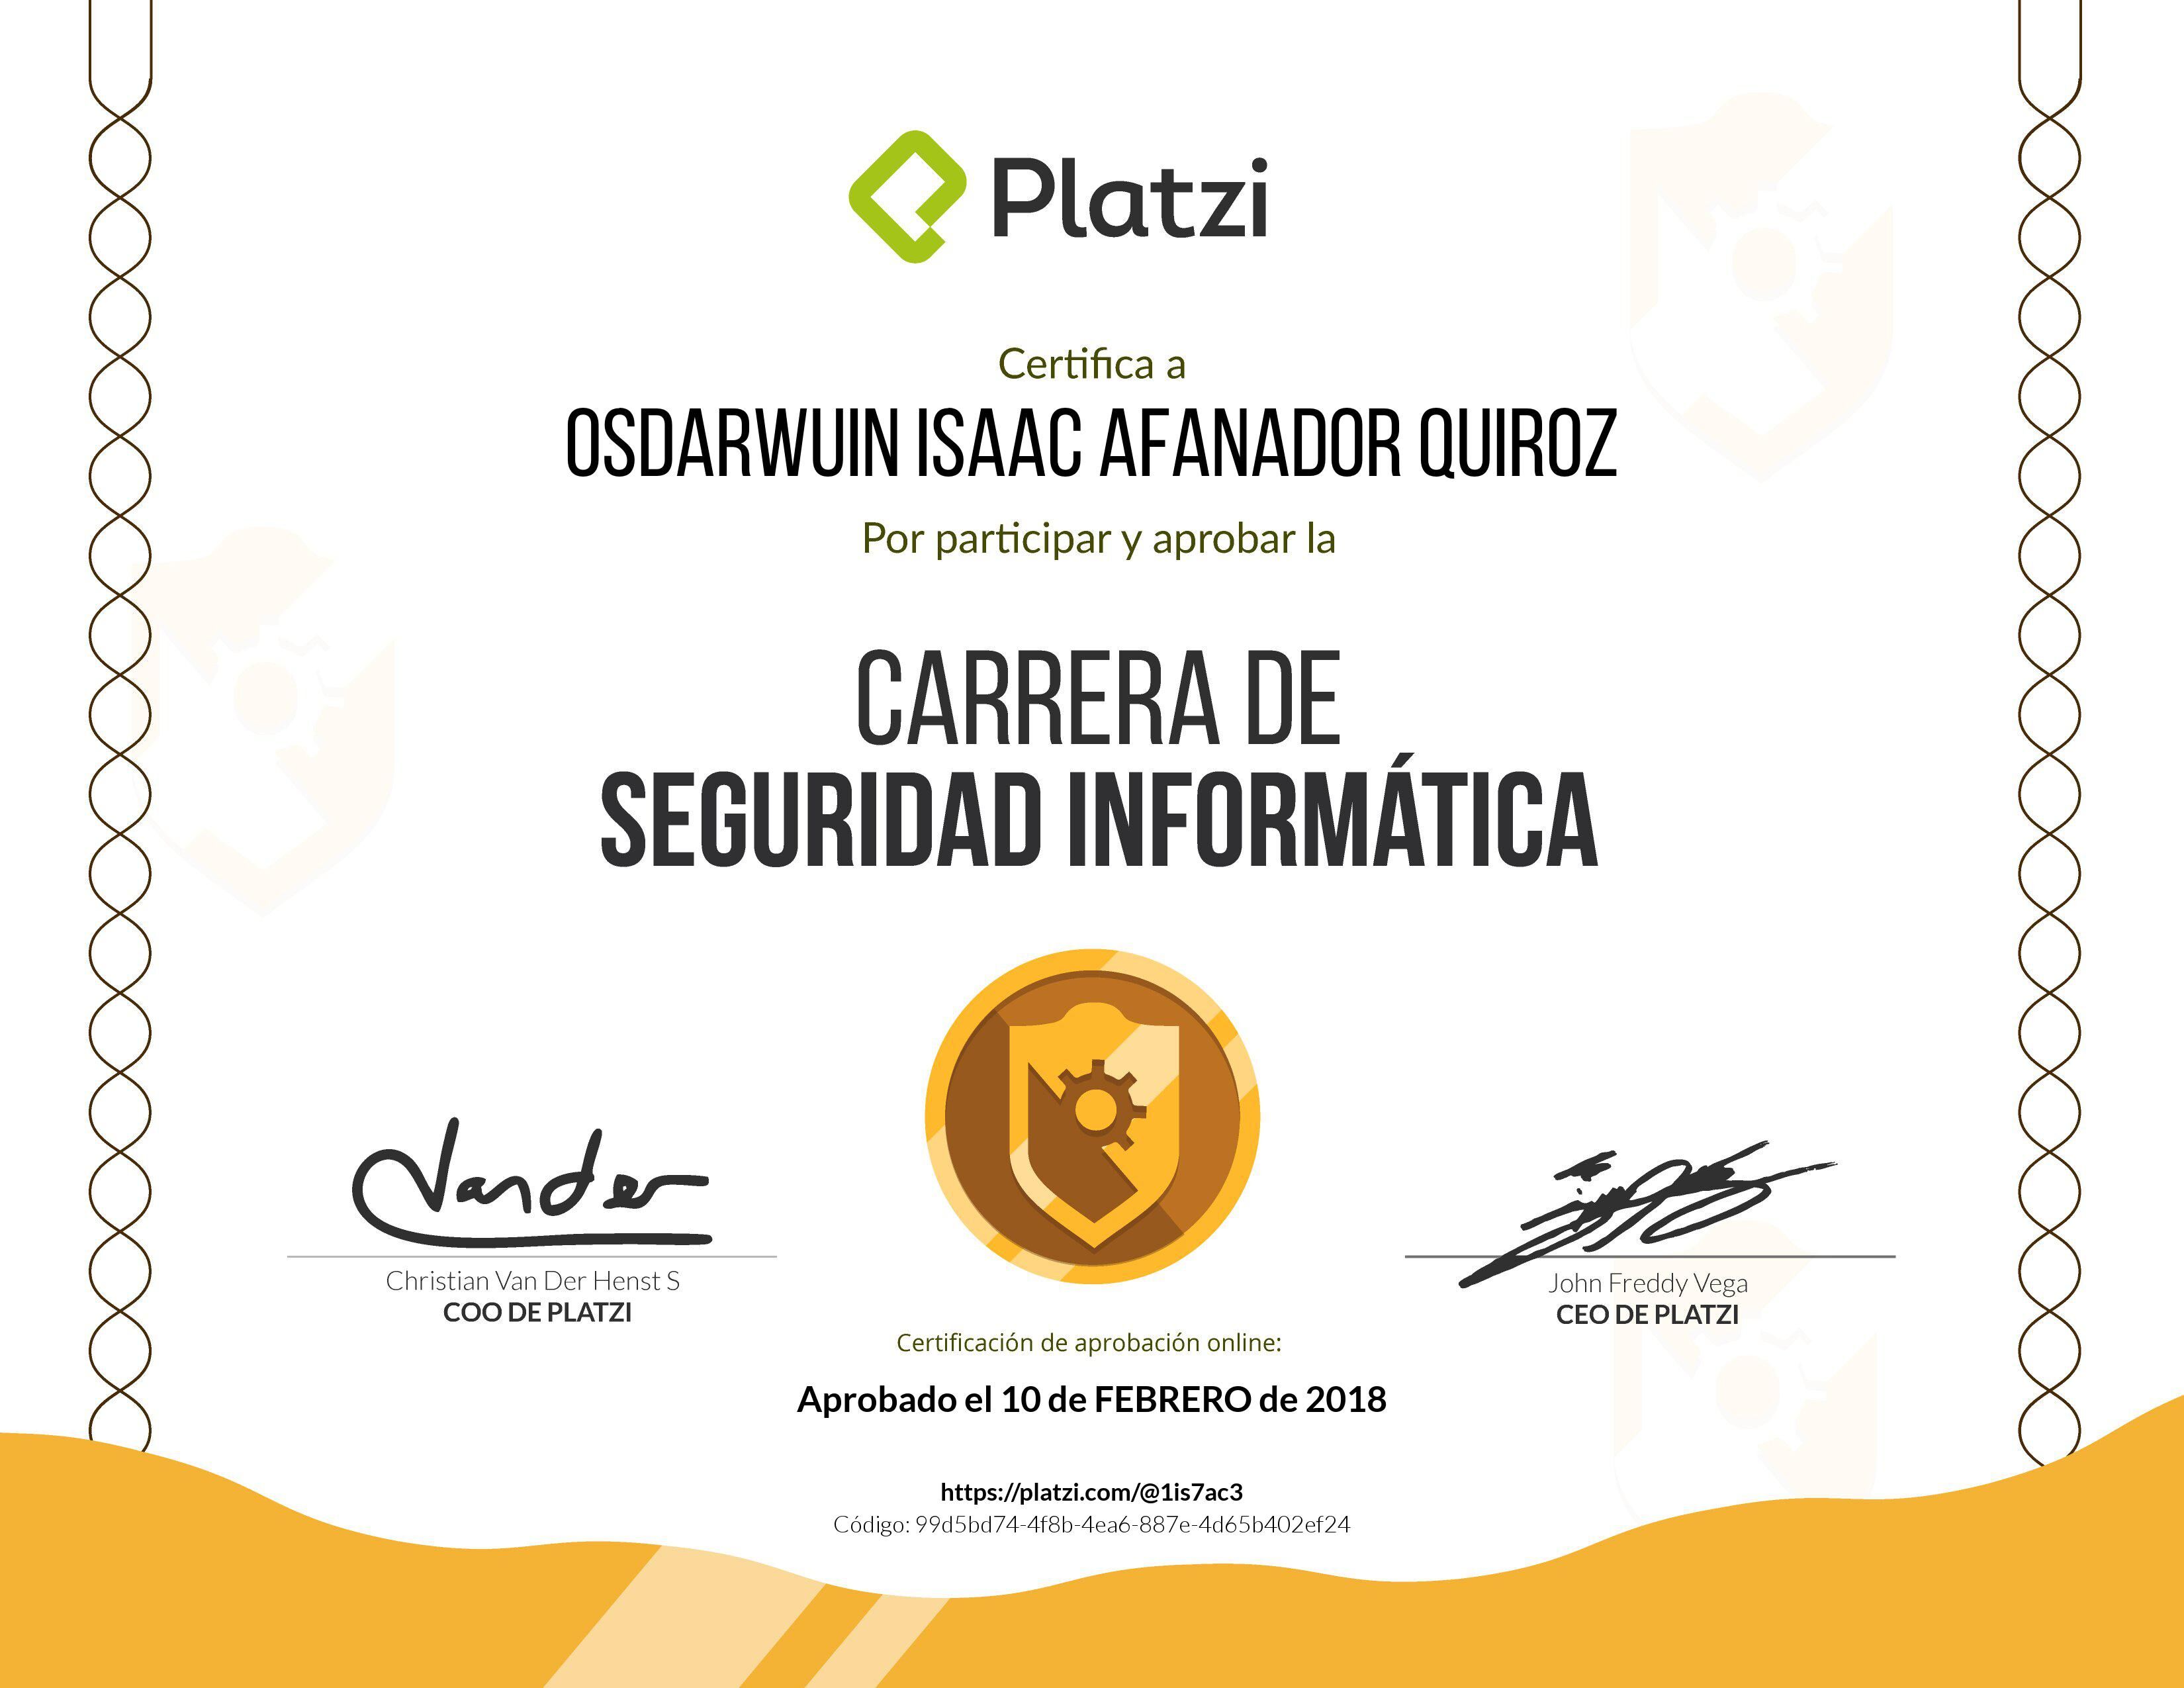 Platzi
Certifica a
OSDARWUIN ISAAC AFANADOR QUIROZ
Por participar y aprobar la
CARRERA DE
SEGURIDAD INFORMÁTICA
Vander
Christian Van Der Henst S
COO DE PLATZI
John Freddy Vega
CEO DE PLATZI
Certificación de aprobación online:
Aprobado el 10 de FEBRERO de 2018
https://platzi.com/@1is7ac3
Código: 99d5bd74-4f8b-4ea6-887e-4d65b402ef24